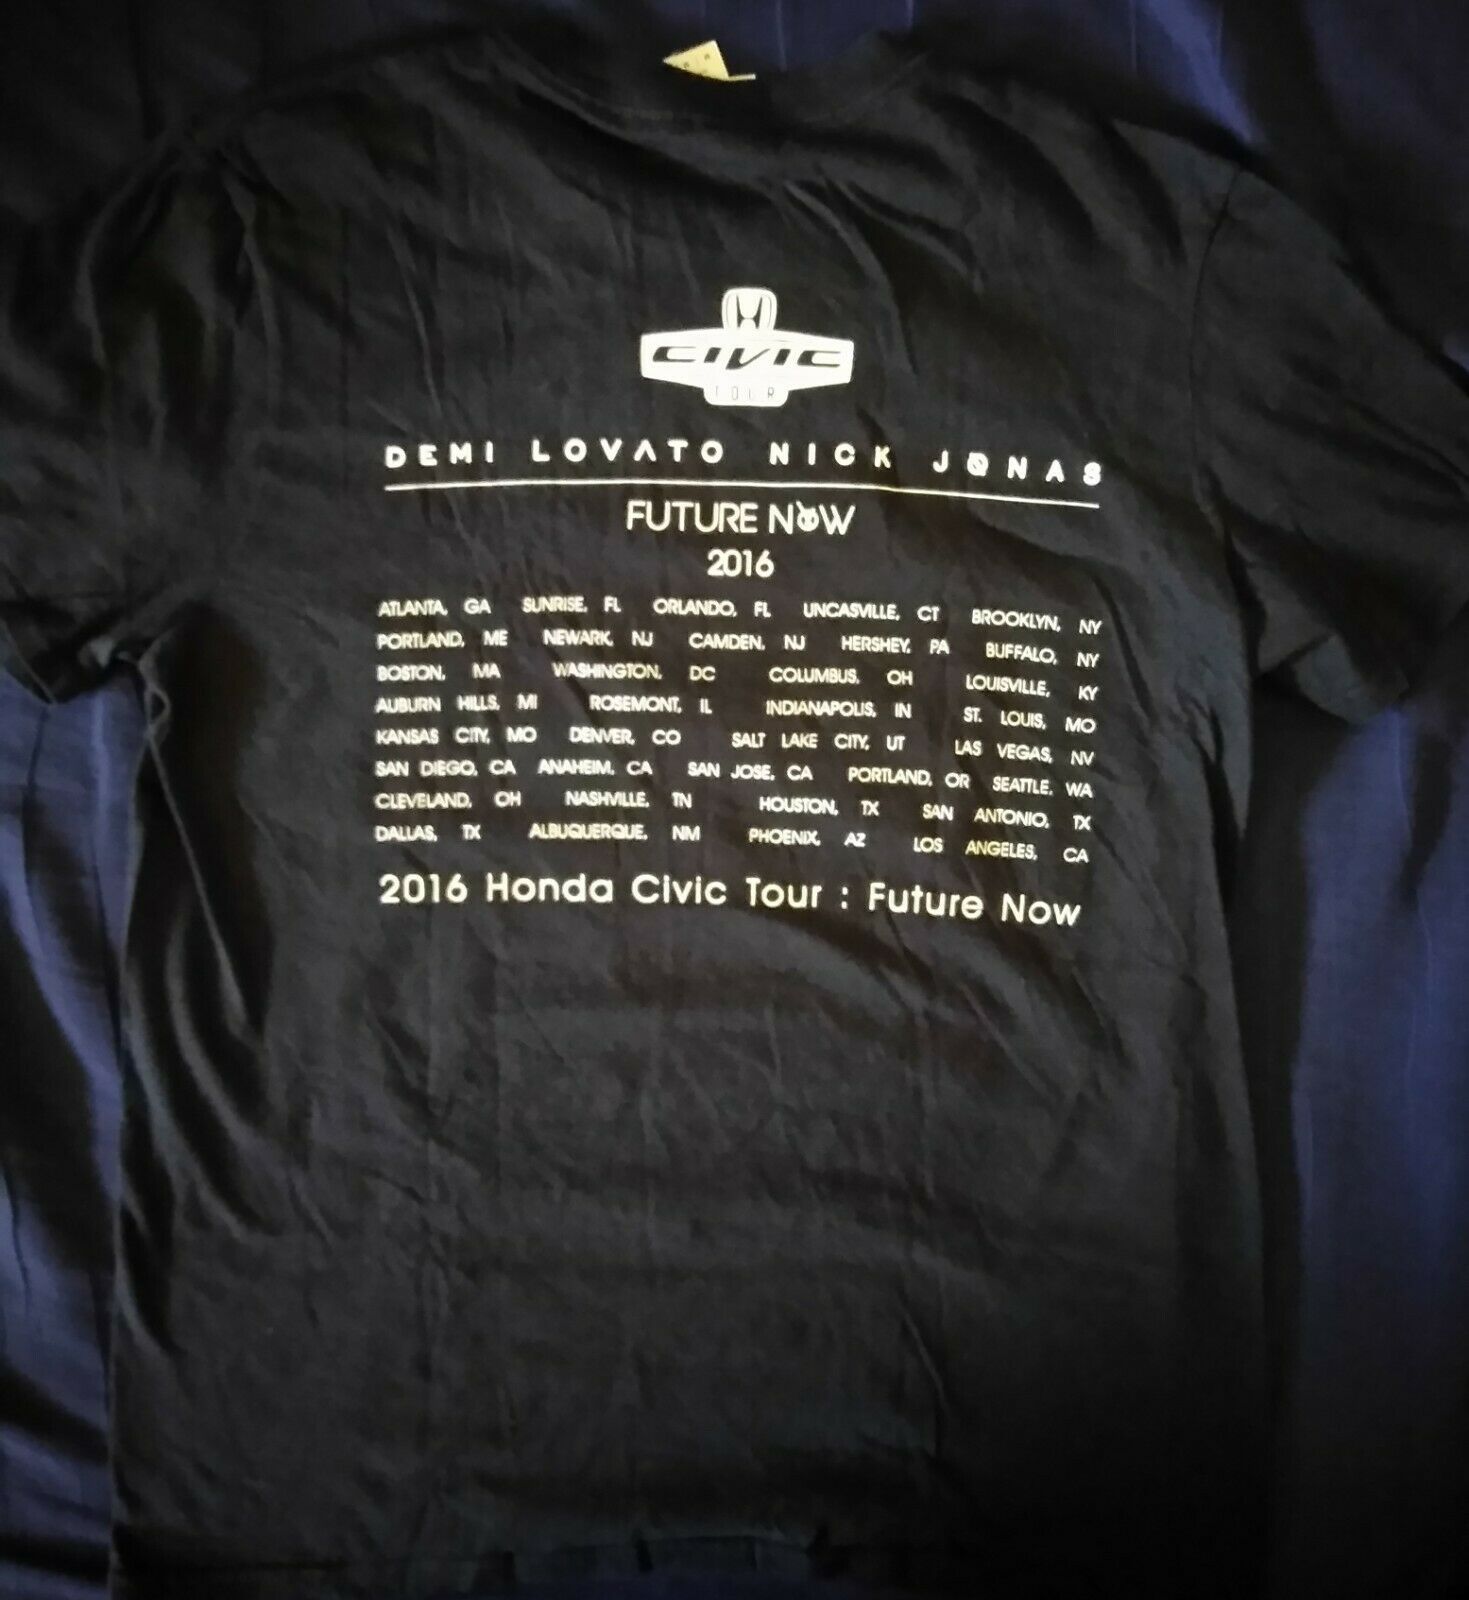 CIVIC
TOUR
DEMI LOVATO NICK JONAS
FUTURE NOW
2016
ATLANTA, GA SUNRISE, FL ORLANDO, FL UNCASVILLE, CT BROOKLYN, NY
PORTLAND, ME NEWARK, NJ CAMDEN, NJ HERSHEY, PA BUFFALO, NY
BOSTON, MA WASHINGTON, DC COLUMBUS, OH LOUISVILLE, KY
AUBURN HILLS, MI ROSEMONT, IL INDIANAPOLIS, IN ST. LOUIS, MO
KANSAS CITY, MO DENVER, CO SALT LAKE CITY, UT LAS VEGAS, NV
SAN DIEGO, CA ANAHEIM, CA SAN JOSE, CA PORTLAND, OR SEATTLE, WA
CLEVELAND, OH NASHVILLE, TN HOUSTON, TX SAN ANTONIO, TX
DALLAS, TX ALBUQUERQUE, NM PHOENIX, AZ LOS ANGELES, CA
2016 Honda Civic Tour : Future Now